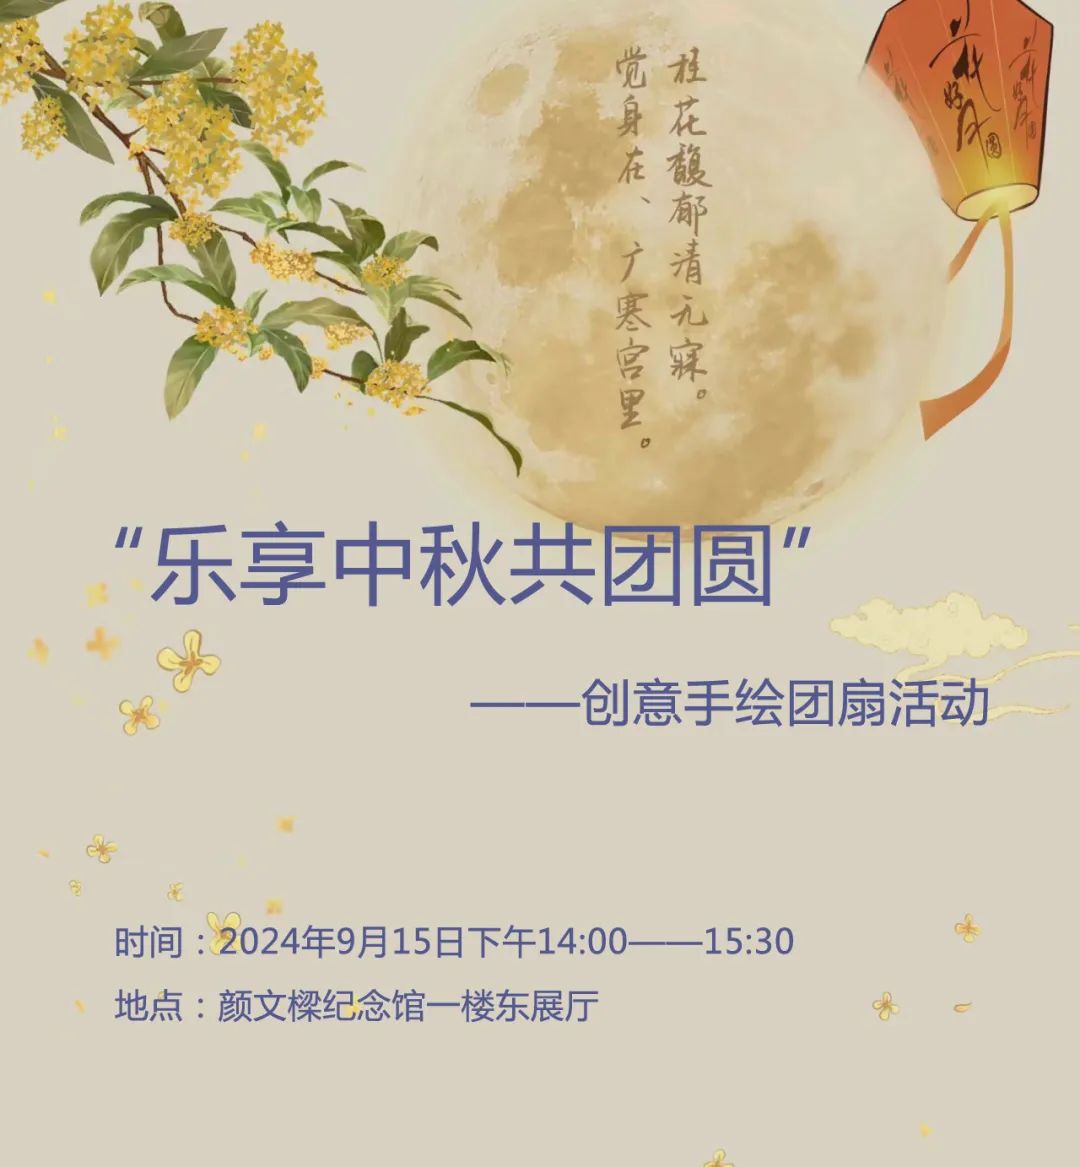 桂花馥郁清无寐。
觉身在、广寒宫里。
花好月圆
“乐享中秋共团圆”
——创意手绘团扇活动
时间：2024年9月15日下午14:00——15:30
地点：颜文樑纪念馆一楼东展厅